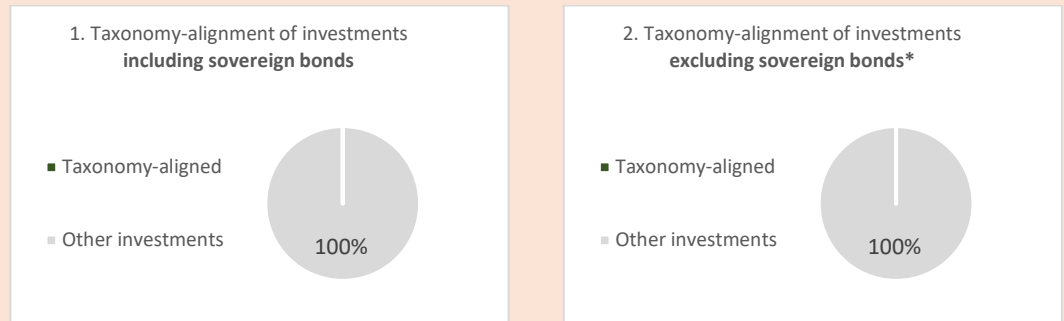 1. Taxonomy-alignment of investments
including sovereign bonds
Taxonomy-aligned
Other investments
100%
2. Taxonomy-alignment of investments
excluding sovereign bonds*
Taxonomy-aligned
Other investments
100%